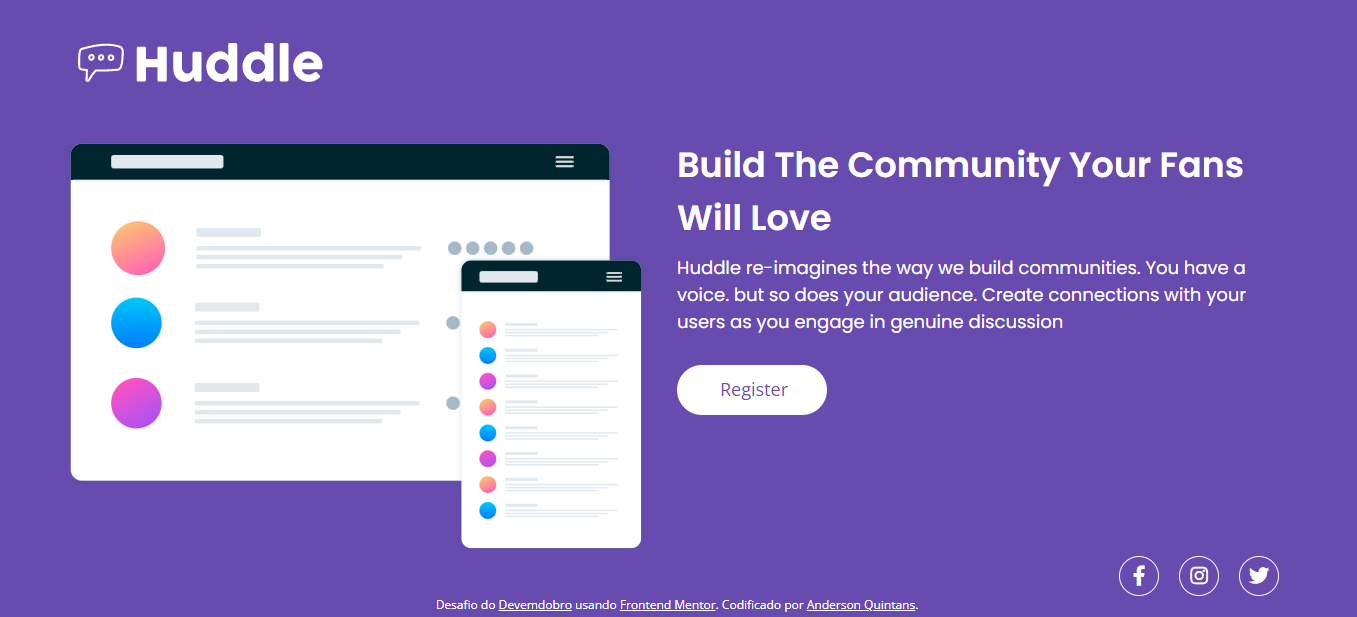 Huddle
Build The Community Your Fans
Will Love
Huddle re-imagines the way we build communities. You have a
voice. but so does your audience. Create connections with your
users as you engage in genuine discussion
Register
Desafio do Devemdobro usando Frontend Mentor. Codificado por Anderson Quintans.